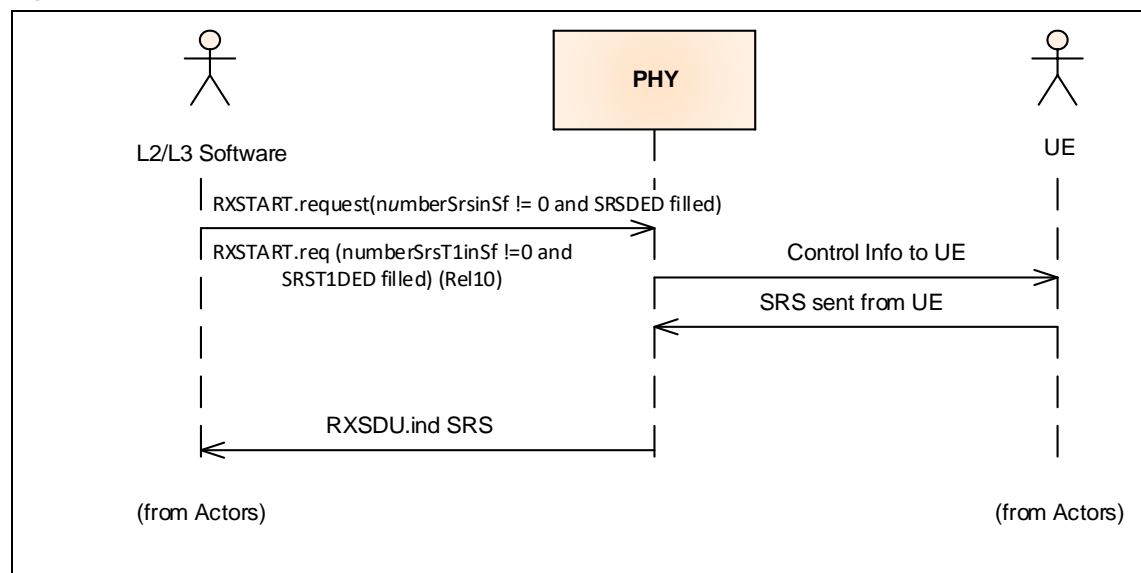 PHY
L2/L3 Software
UE
RXSTART.request(numberSrsinSf != 0 and SRSDED filled)
RXSTART.req (numberSrsT1inSf !=0 and
SRST1DED filled) (Rel10)
Control Info to UE
SRS sent from UE
RXSDU.ind SRS
(from Actors)
(from Actors)